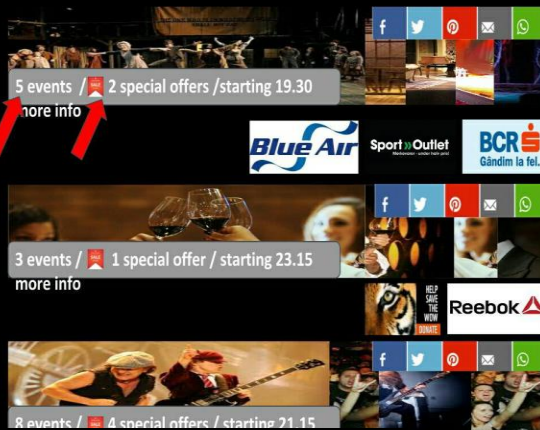 5 events / 2 special offers /starting 19.30
more info
Blue Air
Sport»Outlet
BCR
Gândim la fel.
3 events / 1 special offer / starting 23.15
more info
HELP
SAVE
THE
WOW
DONATE
Reebok
8 events / 4 special offers / starting 21.15